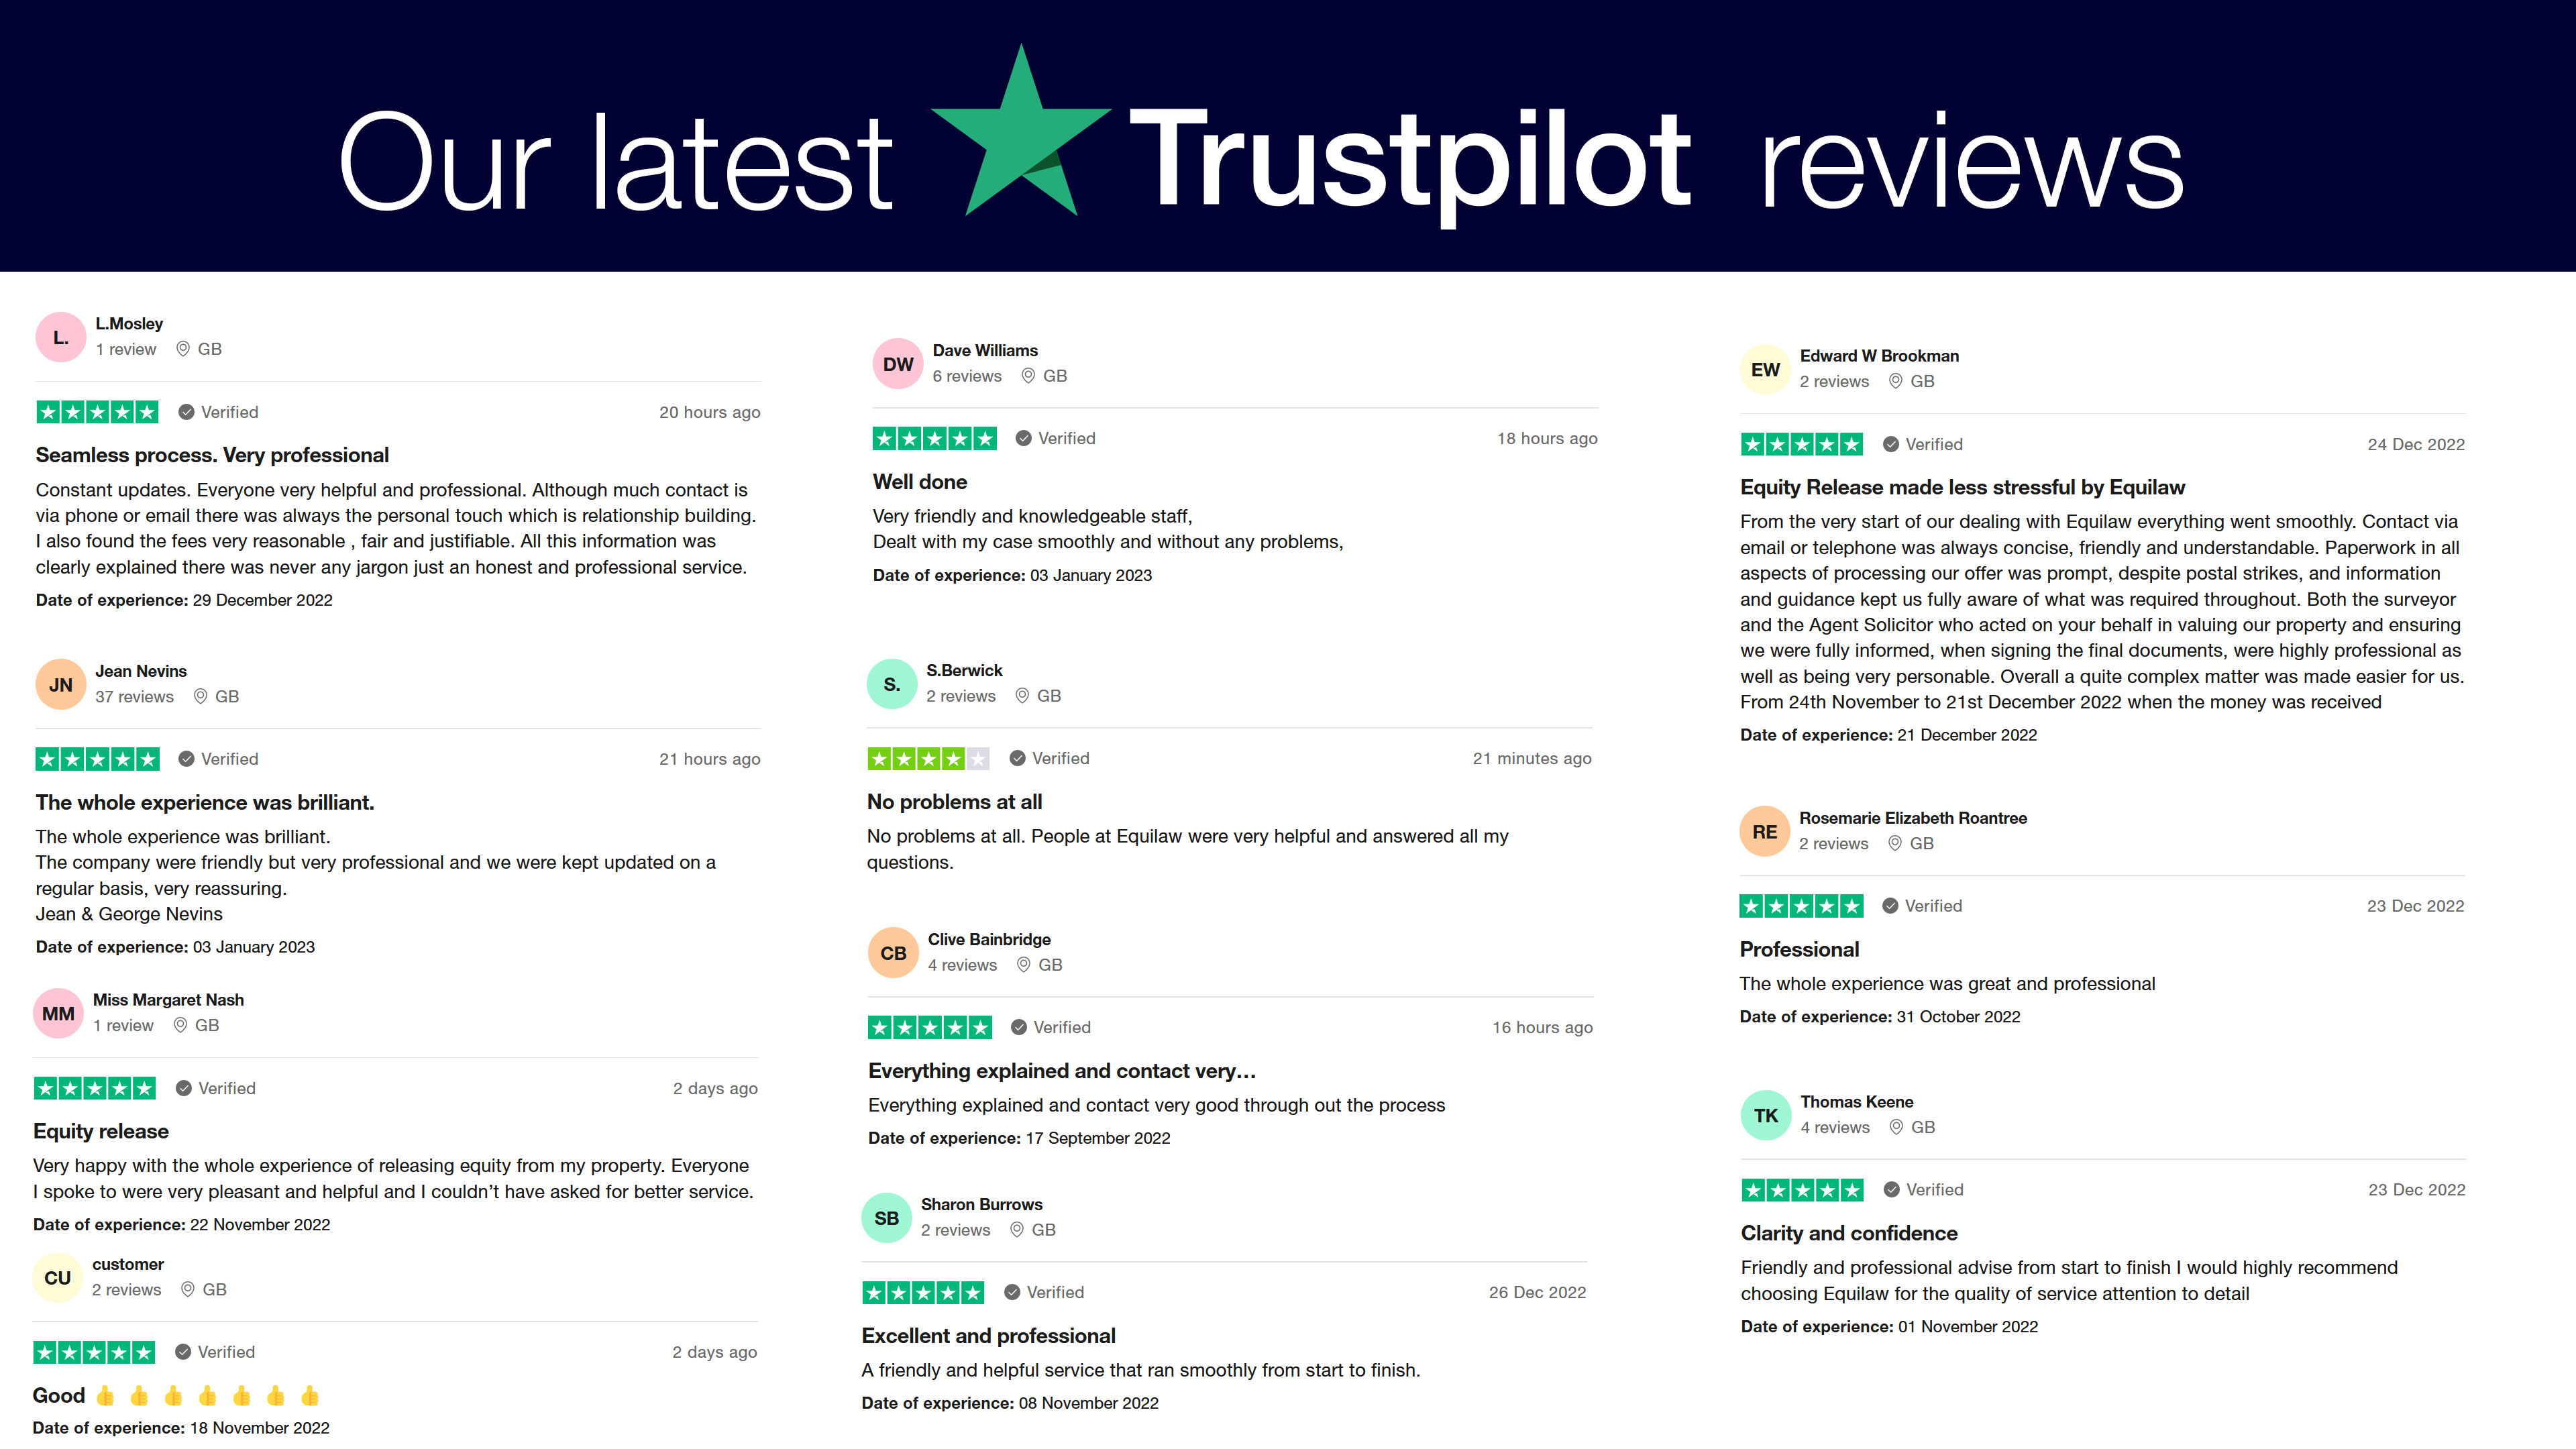 Our latest Trustpilot reviews
L.
L.Mosley
1 review GB
Verified 20 hours ago
Seamless process. Very professional
Constant updates. Everyone very helpful and professional. Although much contact is
via phone or email there was always the personal touch which is relationship building.
I also found the fees very reasonable , fair and justifiable. All this information was
clearly explained there was never any jargon just an honest and professional service.
Date of experience: 29 December 2022
JN
Jean Nevins
37 reviews GB
Verified 21 hours ago
The whole experience was brilliant.
The whole experience was brilliant.
The company were friendly but very professional and we were kept updated on a
regular basis, very reassuring.
Jean & George Nevins
Date of experience: 03 January 2023
MM
Miss Margaret Nash
1 review GB
Verified 2 days ago
Equity release
Very happy with the whole experience of releasing equity from my property. Everyone
I spoke to were very pleasant and helpful and I couldn’t have asked for better service.
Date of experience: 22 November 2022
CU
customer
2 reviews GB
Verified 2 days ago
Good 👍 👍 👍 👍 👍 👍 👍
Date of experience: 18 November 2022
DW
Dave Williams
6 reviews GB
Verified 18 hours ago
Well done
Very friendly and knowledgeable staff,
Dealt with my case smoothly and without any problems,
Date of experience: 03 January 2023
S.
S.Berwick
2 reviews GB
Verified 21 minutes ago
No problems at all
No problems at all. People at Equilaw were very helpful and answered all my
questions.
CB
Clive Bainbridge
4 reviews GB
Verified 16 hours ago
Everything explained and contact very…
Everything explained and contact very good through out the process
Date of experience: 17 September 2022
SB
Sharon Burrows
2 reviews GB
Verified 26 Dec 2022
Excellent and professional
A friendly and helpful service that ran smoothly from start to finish.
Date of experience: 08 November 2022
EW
Edward W Brookman
2 reviews GB
Verified 24 Dec 2022
Equity Release made less stressful by Equilaw
From the very start of our dealing with Equilaw everything went smoothly. Contact via
email or telephone was always concise, friendly and understandable. Paperwork in all
aspects of processing our offer was prompt, despite postal strikes, and information
and guidance kept us fully aware of what was required throughout. Both the surveyor
and the Agent Solicitor who acted on your behalf in valuing our property and ensuring
we were fully informed, when signing the final documents, were highly professional as
well as being very personable. Overall a quite complex matter was made easier for us.
From 24th November to 21st December 2022 when the money was received
Date of experience: 21 December 2022
RE
Rosemarie Elizabeth Roantree
2 reviews GB
Verified 23 Dec 2022
Professional
The whole experience was great and professional
Date of experience: 31 October 2022
TK
Thomas Keene
4 reviews GB
Verified 23 Dec 2022
Clarity and confidence
Friendly and professional advise from start to finish I would highly recommend
choosing Equilaw for the quality of service attention to detail
Date of experience: 01 November 2022